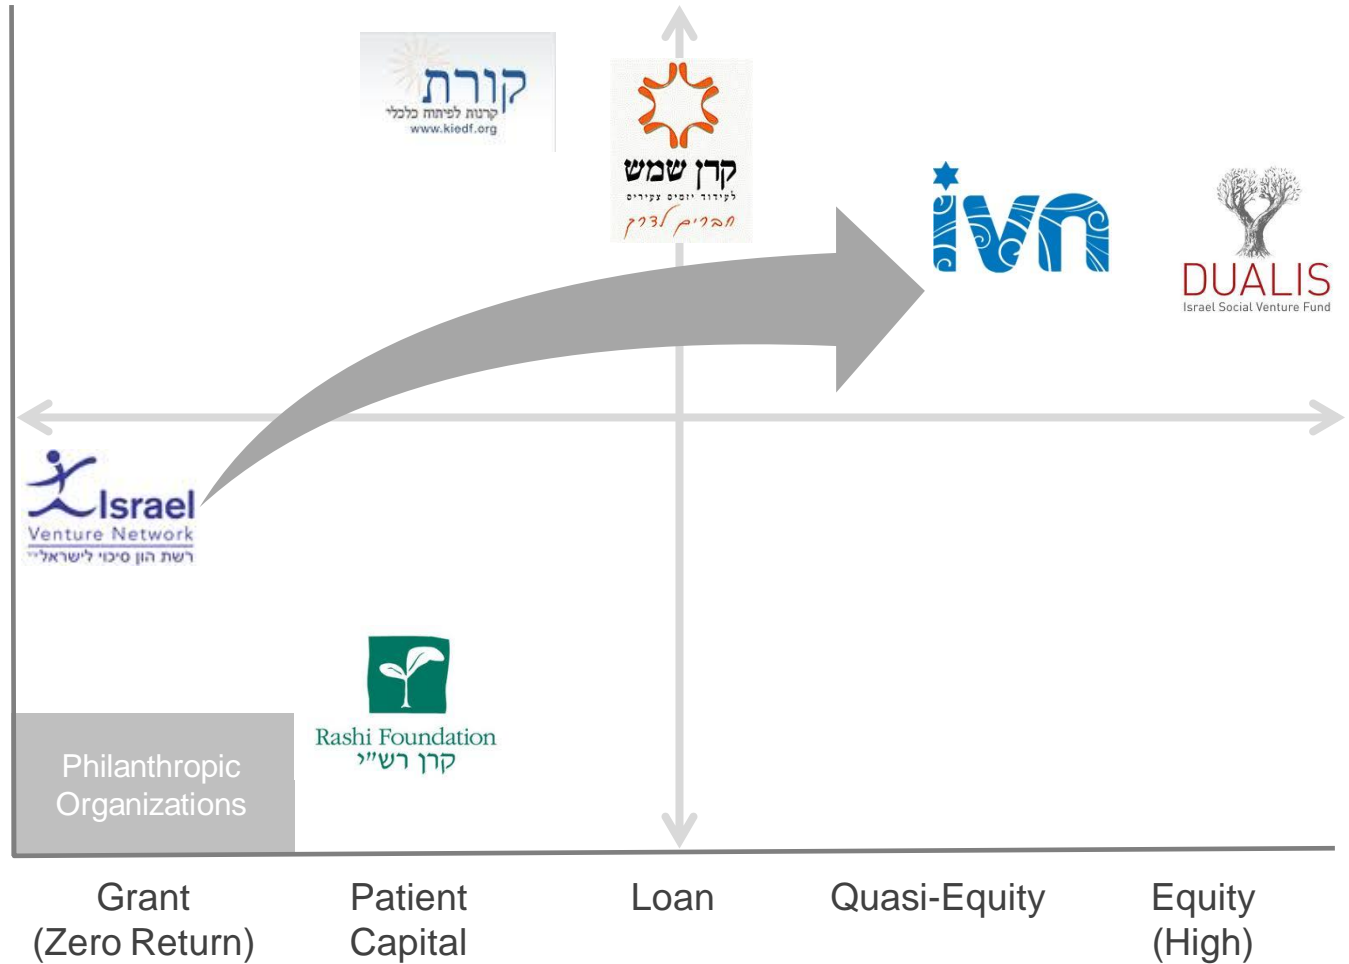 קורת
קרנות לפיתוח כלכלי
www.kiedf.org
קרן שמש
לעידוד יזמים צעירים
חברים לדרך
ivn
DUALIS
Israel Social Venture Fund
Israel
Venture Network
רשת הון סיכוי לישראל
Rashi Foundation
קרן רש"י
Philanthropic
Organizations
Grant
(Zero Return)
Patient
Capital
Loan
Quasi-Equity
Equity
(High)